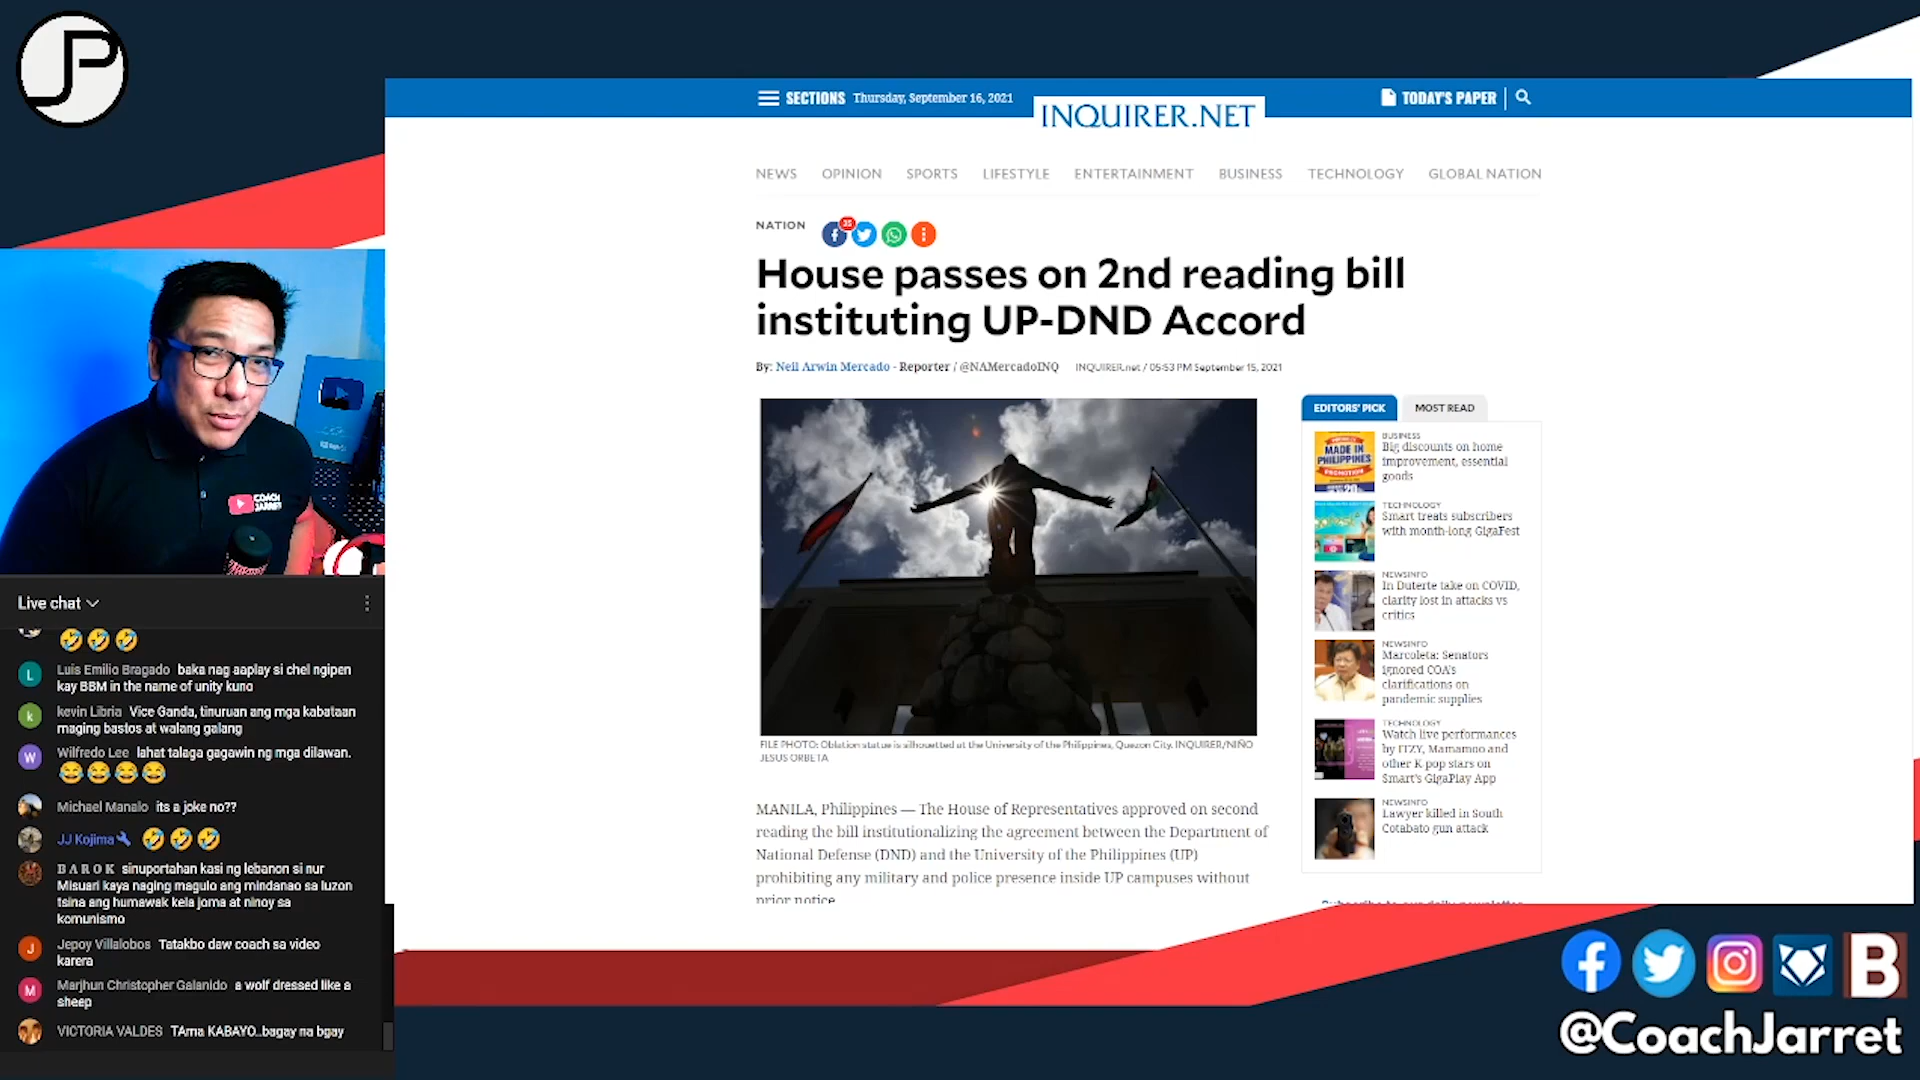 JP
SECTIONS Thursday, September 16, 2021
INQUIRER.NET
TODAY'S PAPER
NEWS OPINION SPORTS LIFESTYLE ENTERTAINMENT BUSINESS TECHNOLOGY GLOBAL NATION
NATION
House passes on 2nd reading bill
instituting UP-DND Accord
By: Neil Arwin Mercado - Reporter / @NAMercadoINQ INQUIRER.net / 05:53 PM September 15, 2021
FILE PHOTO: Oblation statue is silhouetted at the University of the Philippines, Quezon City. INQUIRER/NIÑO
JESUS ORBETA
MANILA, Philippines — The House of Representatives approved on second
reading the bill institutionalizing the agreement between the Department of
National Defense (DND) and the University of the Philippines (UP)
prohibiting any military and police presence inside UP campuses without
prior notice
EDITORS' PICK MOST READ
MADE IN
PHILIPPINES
BUSINESS
Big discounts on home
improvement, essential
goods
TECHNOLOGY
Smart treats subscribers
with month-long GigaFest
NEWSINFO
In Duterte take on COVID,
clarity lost in attacks vs
critics
NEWSINFO
Marcoleta: Senators
ignored COA's
clarifications on
pandemic supplies
TECHNOLOGY
Watch live performances
by ITZY, Mamamoo and
other K pop stars on
Smart's GigaPlay App
NEWSINFO
Lawyer killed in South
Cotabato gun attack
COACH
JARRET
Live chat
Luis Emilio Bragado baka nag aaplay si chel ngipen
kay BBM in the name of unity kuno
kevin Libria Vice Ganda, tinuruan ang mga kabataan
maging bastos at walang galang
Wilfredo Lee lahat talaga gagawin ng mga dilawan.
😂😂😂😂
Michael Manalo its a joke no??
JJ Kojima 🤣🤣🤣
B A R O K sinuportahan kasi ng lebanon si nur
Misuari kaya naging magulo ang mindanao sa luzon
tsina ang humawak kela joma at ninoy sa
komunismo
Jepoy Villalobos Tatakbo daw coach sa video
karera
Marjhun Christopher Galanido a wolf dressed like a
sheep
VICTORIA VALDES TAma KABAYO..bagay na bgay
@CoachJarret